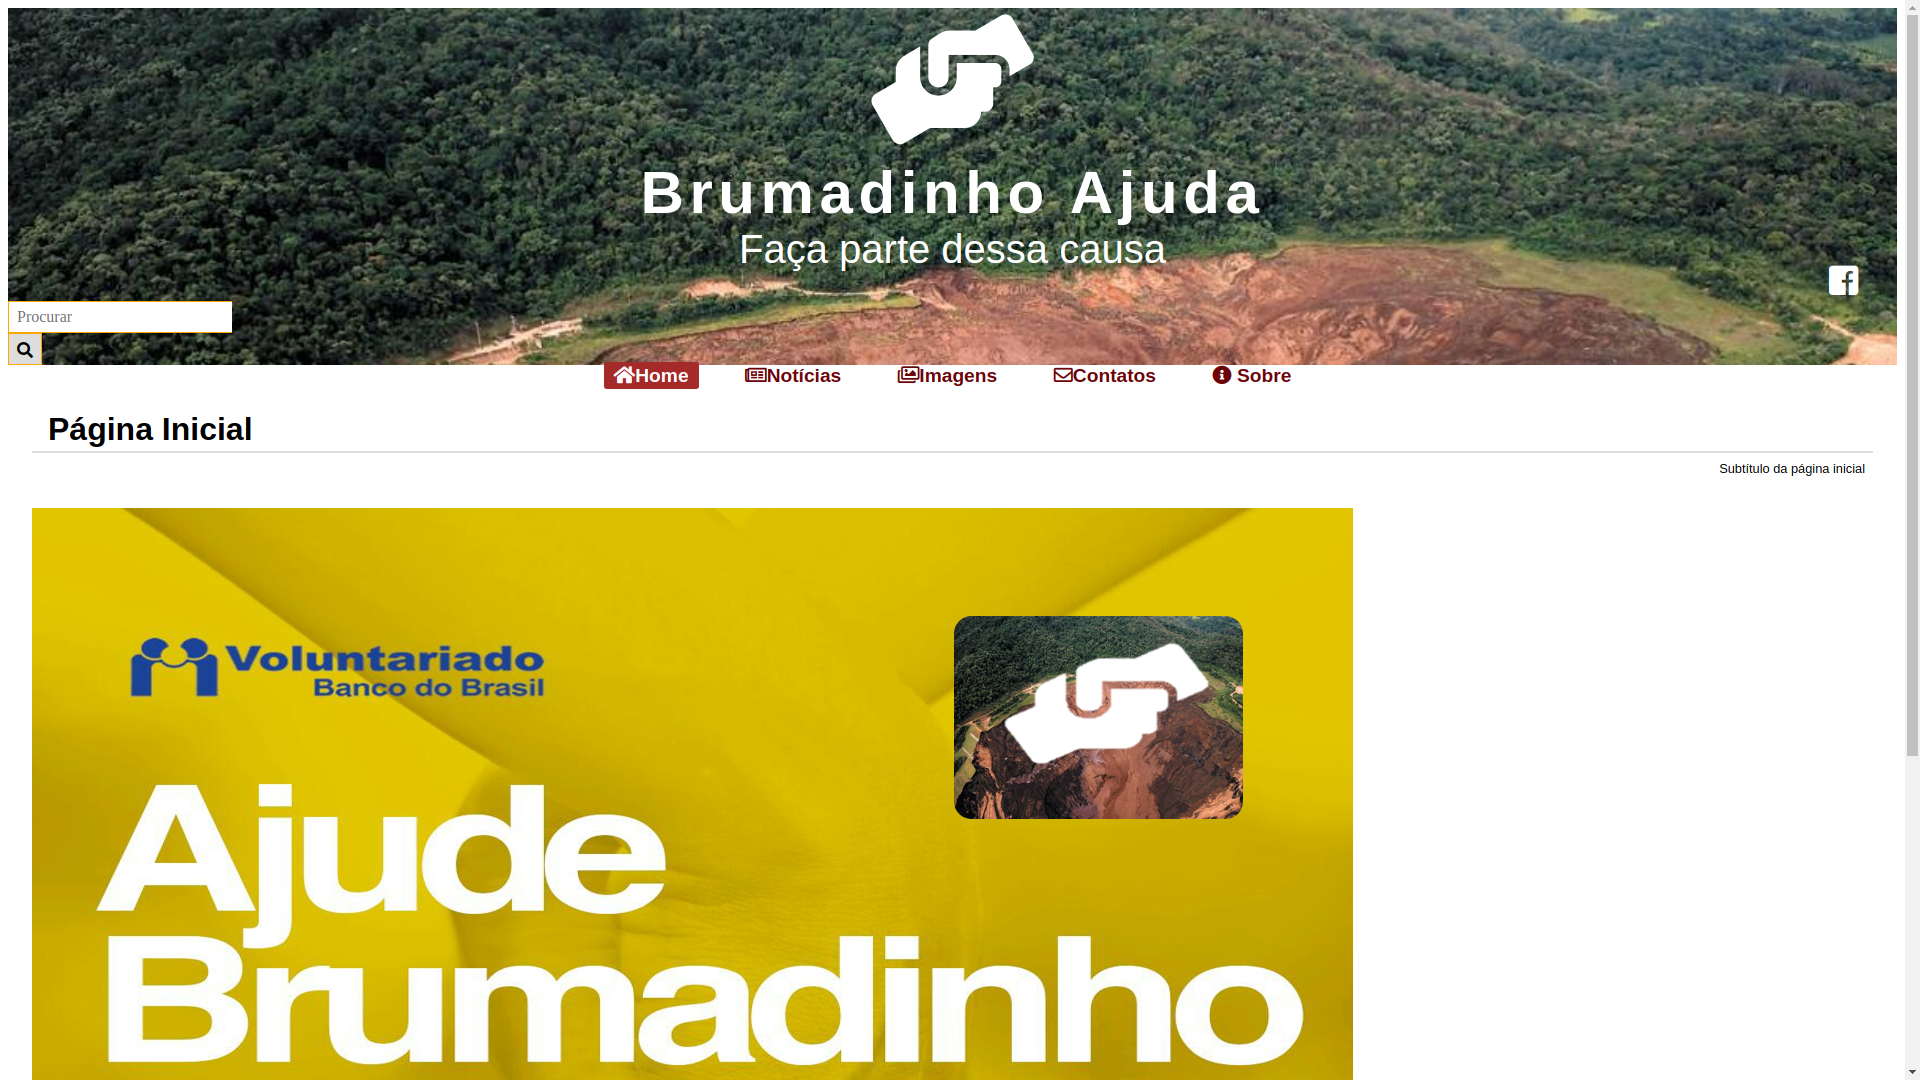 Brumadinho Ajuda
Faça parte dessa causa
Procurar
Home Notícias Imagens Contatos Sobre
Página Inicial
Subtítulo da página inicial
Voluntariado
Banco do Brasil
Ajude
Brumadinho